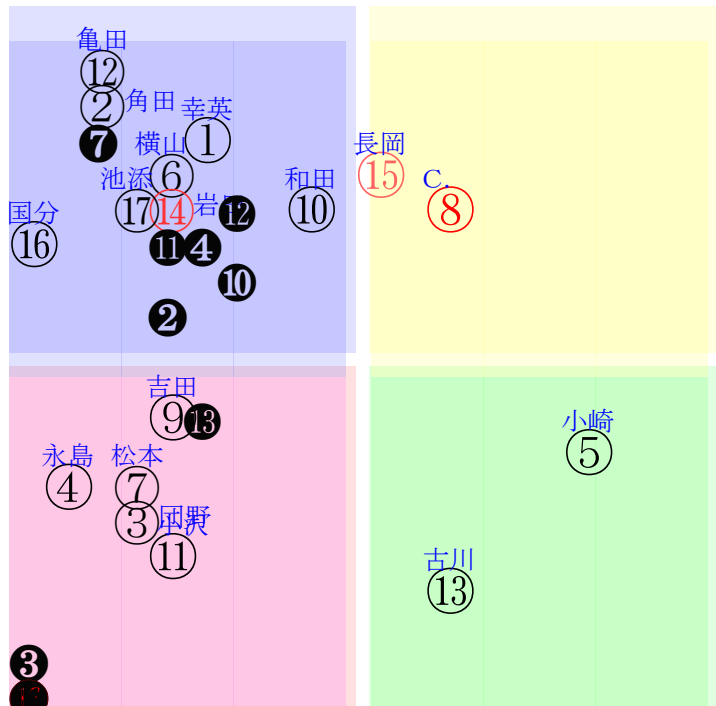 亀田
⑫
② 角田
幸英
①
❼
横山
⑥
長岡
⑮
池添
⑰
⑭
岩
⓬
和田
⑩
C.
⑧
国分
⑯
⓫
❹
❿
❷
吉田
⑨
⓭
小崎
⑤
永島
④
松本
⑦
③
⑪
古川
⑬
❸